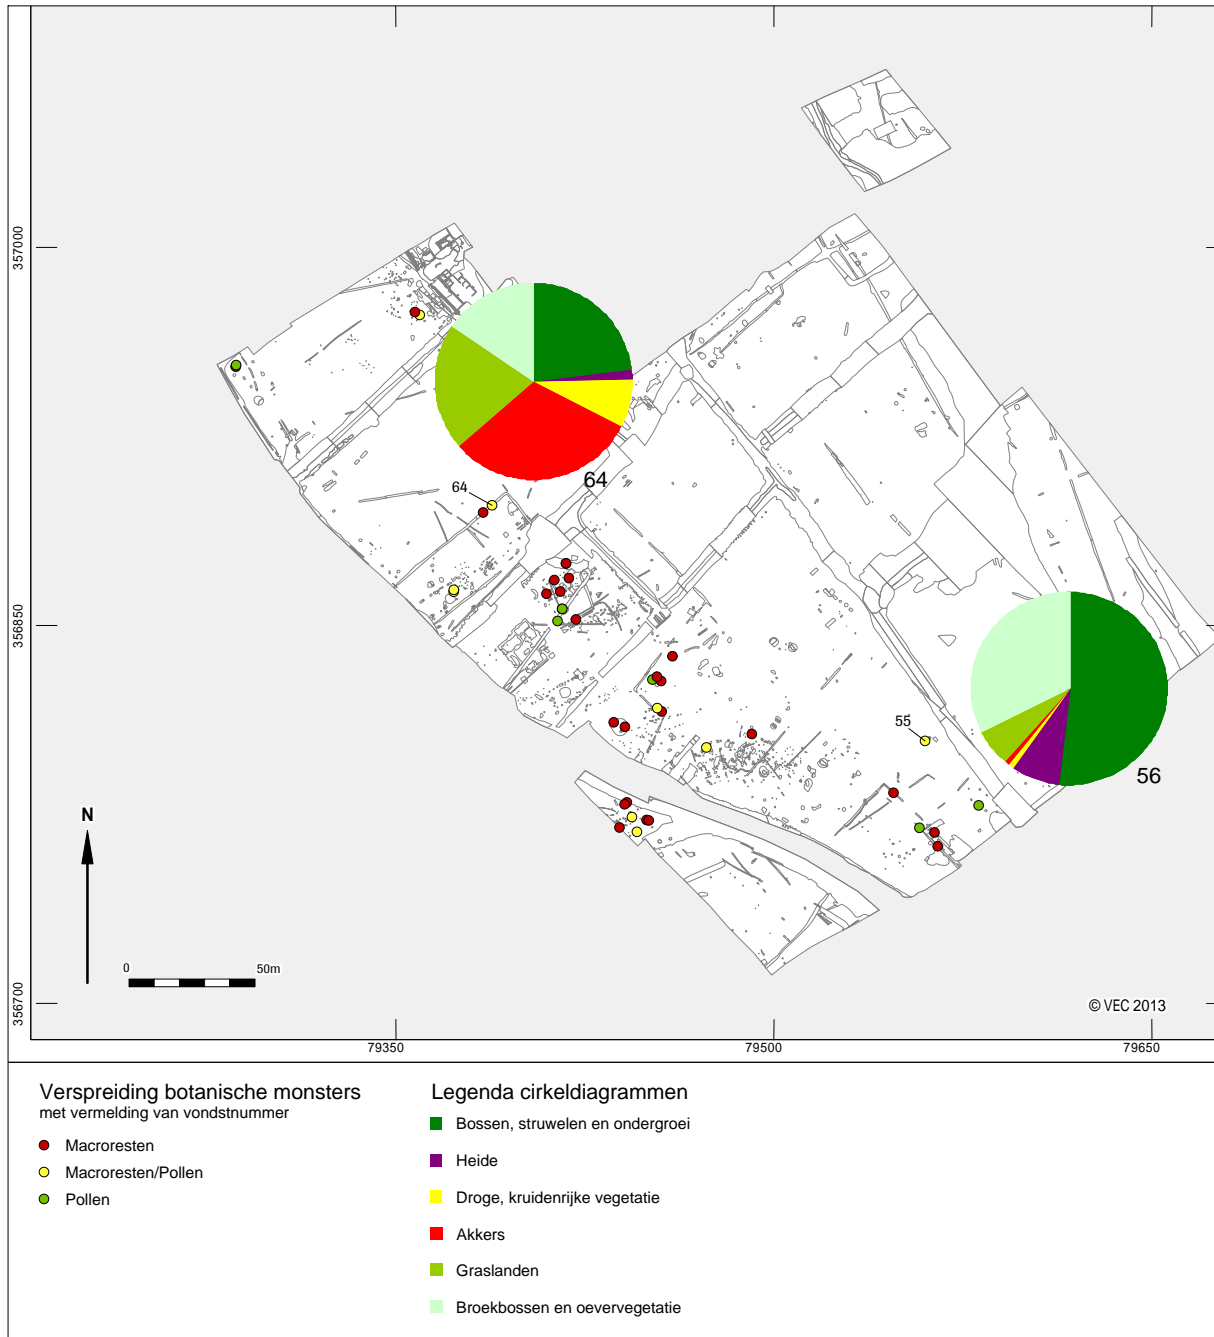 357000
64
64
356850
55
56
N
0 50m
356700
© VEC 2013
79350 79500 79650
Verspreiding botanische monsters
met vermelding van vondstnummer
Macroresten
Macroresten/Pollen
Pollen
Legenda cirkeldiagrammen
Bossen, struwelen en ondergroei
Heide
Droge, kruidenrijke vegetatie
Akkers
Graslanden
Broekbossen en oevervegetatie